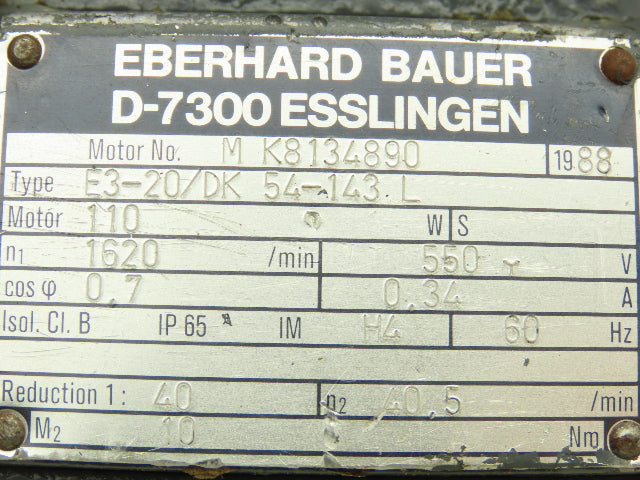 EBERHARD BAUER
D-7300 ESSLINGEN
Motor No. M K8134890 1988
Type E3-20/DK 54-143 L
Motor 110 W S
n1 1620 /min 550 Y V
cos φ 0,7 0.34 A
Isol. Cl. B IP 65 IM H4 60 Hz
Reduction 1: 40 n2 40,5 /min
M2 10 Nm